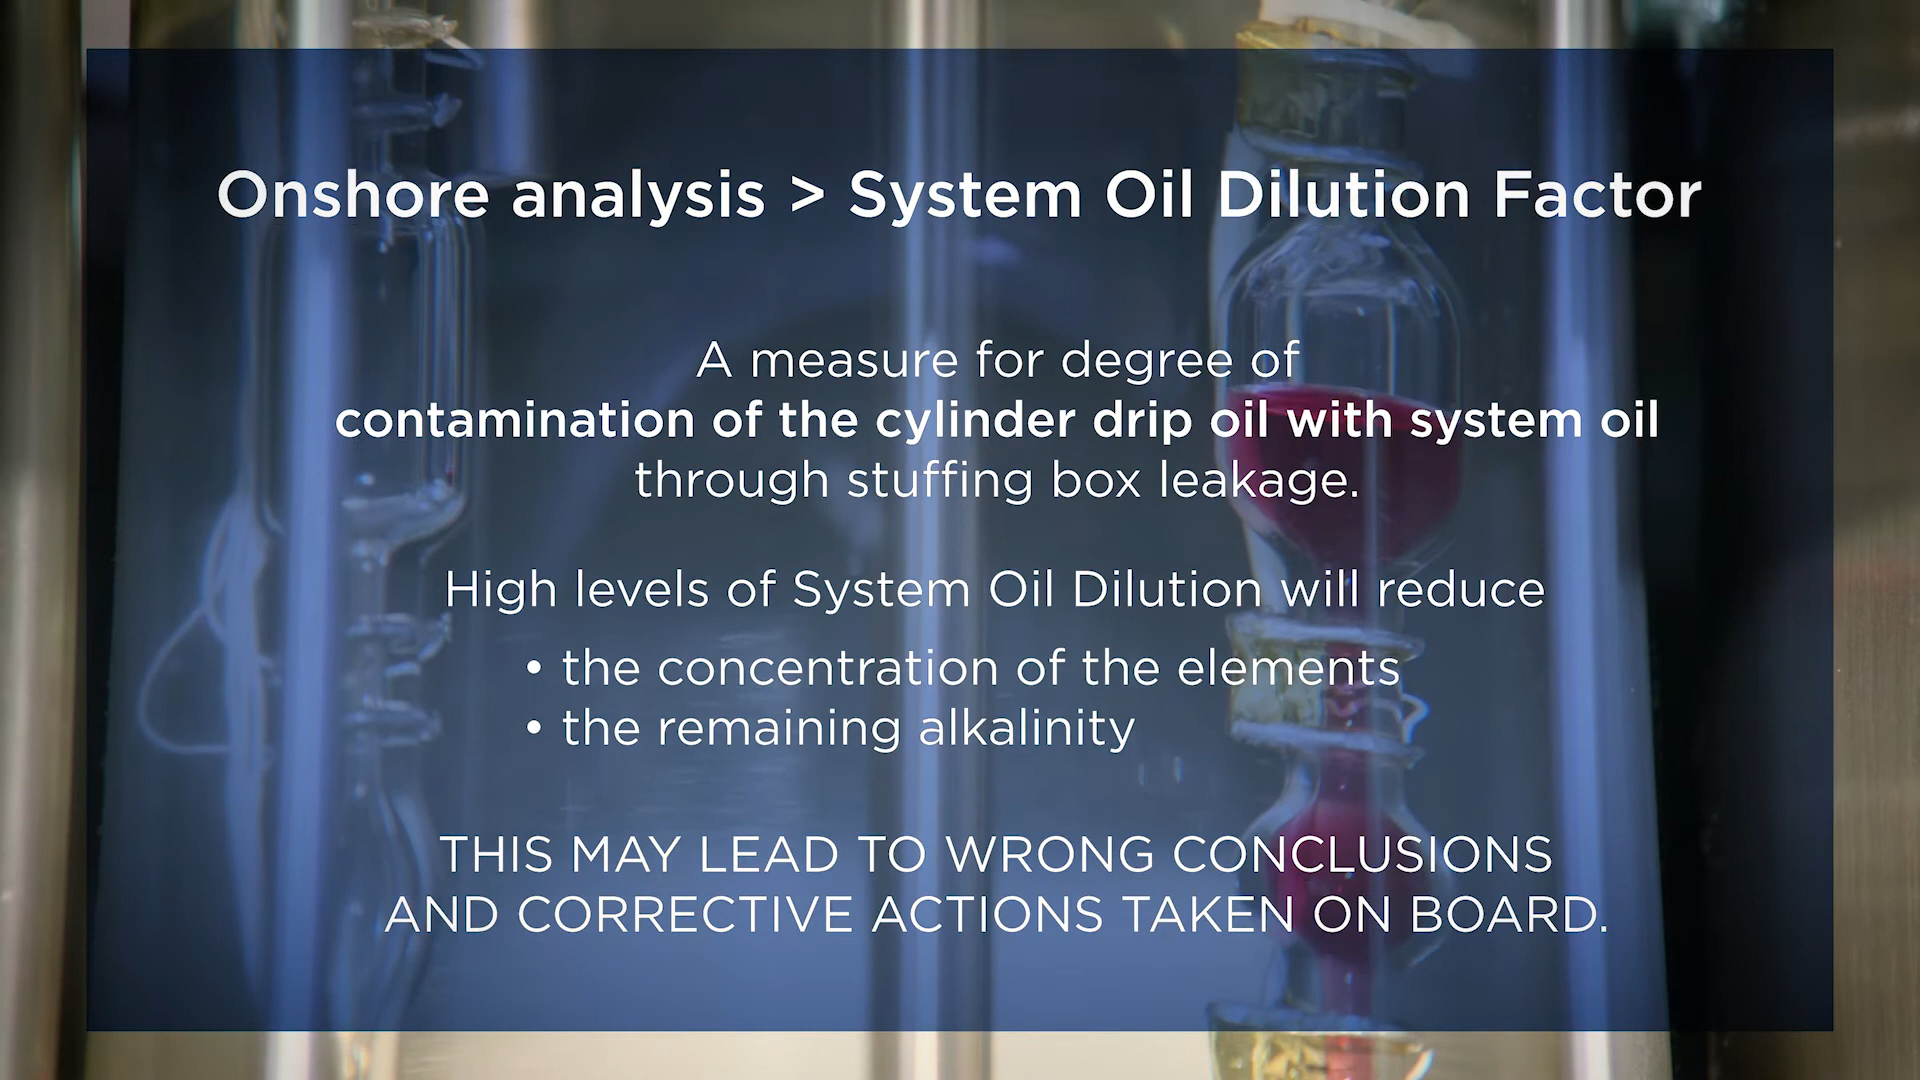 Onshore analysis > System Oil Dilution Factor
A measure for degree of
contamination of the cylinder drip oil with system oil
through stuffing box leakage.
High levels of System Oil Dilution will reduce
• the concentration of the elements
• the remaining alkalinity
THIS MAY LEAD TO WRONG CONCLUSIONS
AND CORRECTIVE ACTIONS TAKEN ON BOARD.